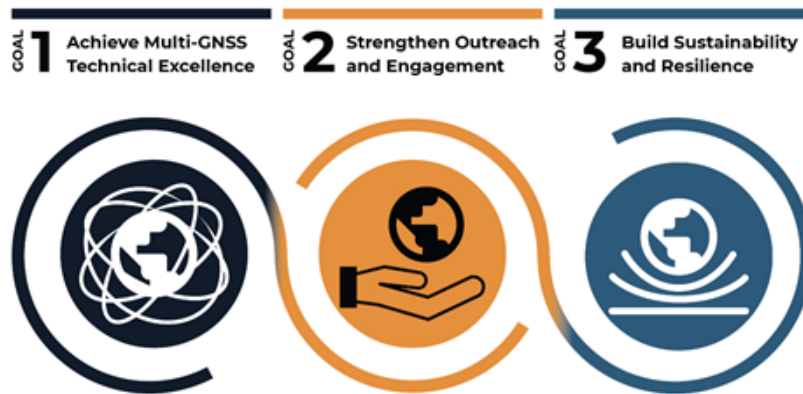 GOAL 1 Achieve Multi-GNSS
Technical Excellence
GOAL 2 Strengthen Outreach
and Engagement
GOAL 3 Build Sustainability
and Resilience